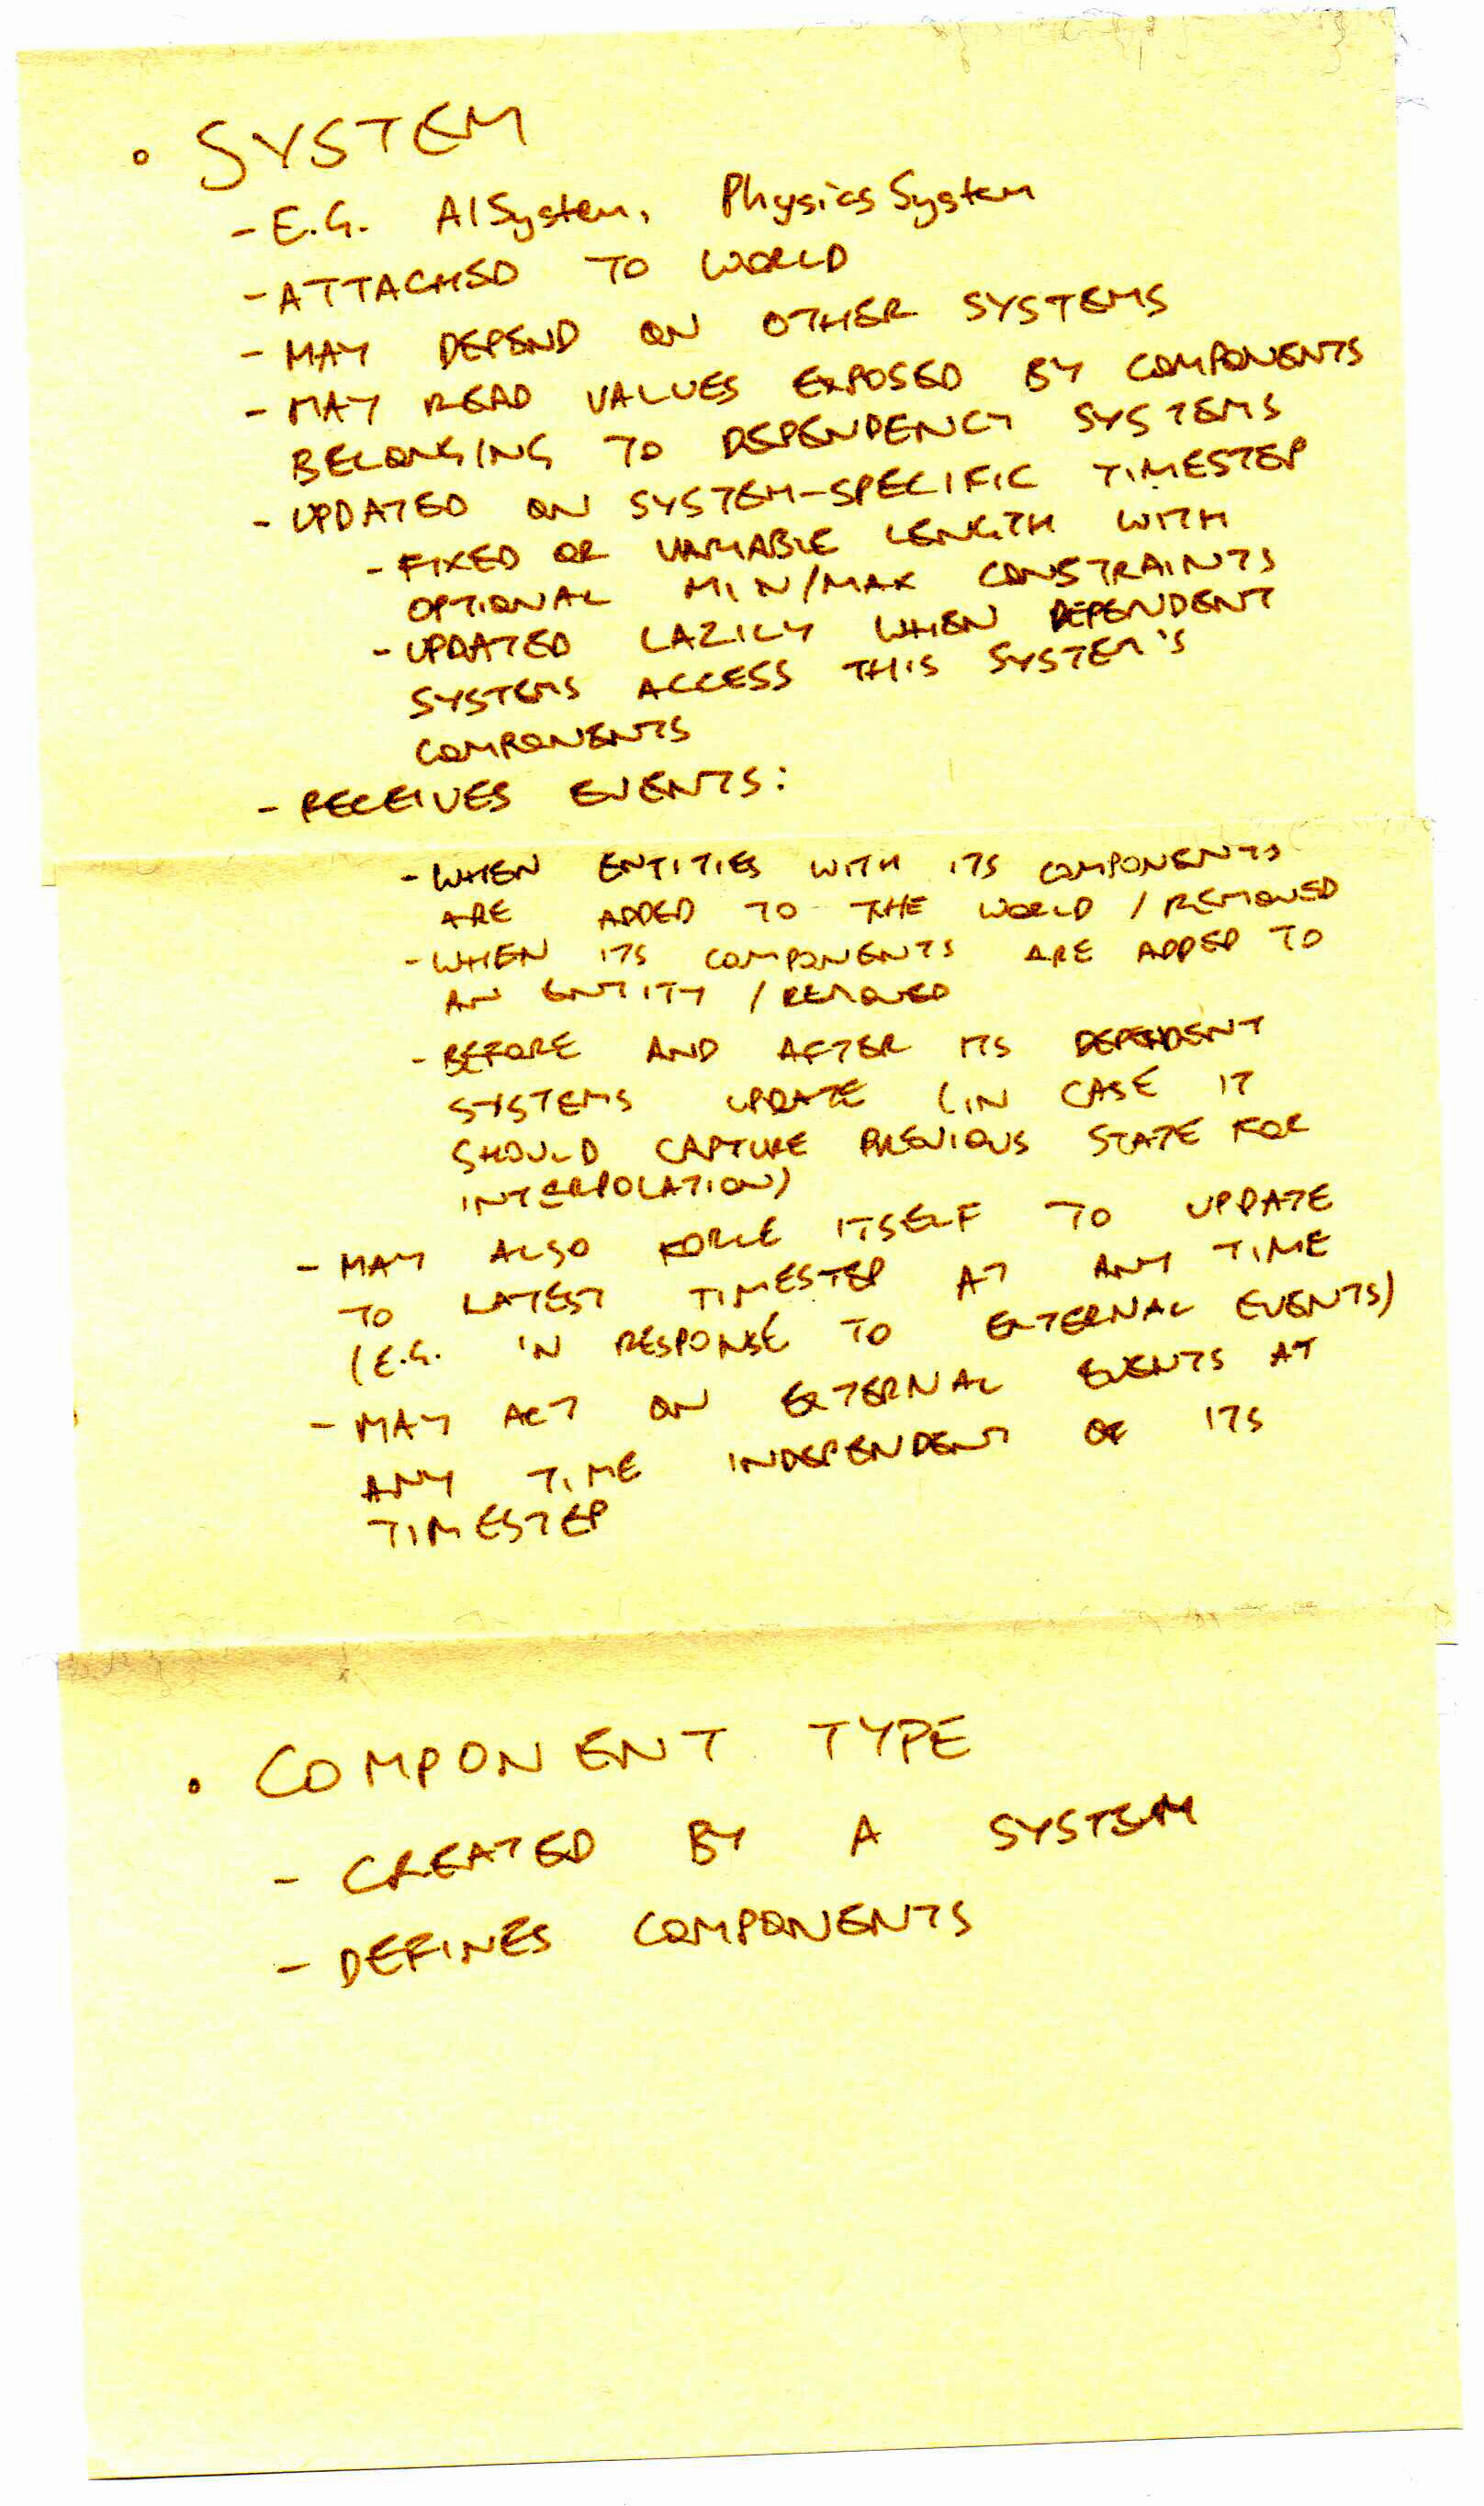 • SYSTEM
- E.G. AISystem, PhysicsSystem
- ATTACHED TO WORLD
- MAY DEPEND ON OTHER SYSTEMS
- MAY READ VALUES EXPOSED BY COMPONENTS
BELONGING TO DEPENDENCY SYSTEMS
- UPDATED ON SYSTEM-SPECIFIC TIMESTEP
- FIXED OR VARIABLE LENGTH WITH
OPTIONAL MIN/MAX CONSTRAINTS
- UPDATED LAZILY WHEN DEPENDENT
SYSTEMS ACCESS THIS SYSTEM'S
COMPONENTS
- RECEIVES EVENTS:
- WHEN ENTITIES WITH ITS COMPONENTS
ARE ADDED TO THE WORLD / REMOVED
- WHEN ITS COMPONENTS ARE ADDED TO
AN ENTITY / REMOVED
- BEFORE AND AFTER ITS DEPENDENT
SYSTEMS UPDATE (IN CASE IT
SHOULD CAPTURE PREVIOUS STATE FOR
INTERPOLATION)
- MAY ALSO FORCE ITSELF TO UPDATE
TO LATEST TIMESTEP AT ANY TIME
(E.G. IN RESPONSE TO EXTERNAL EVENTS)
- MAY ACT ON EXTERNAL EVENTS AT
ANY TIME INDEPENDENT OF ITS
TIMESTEP
• COMPONENT TYPE
- CREATED BY A SYSTEM
- DEFINES COMPONENTS